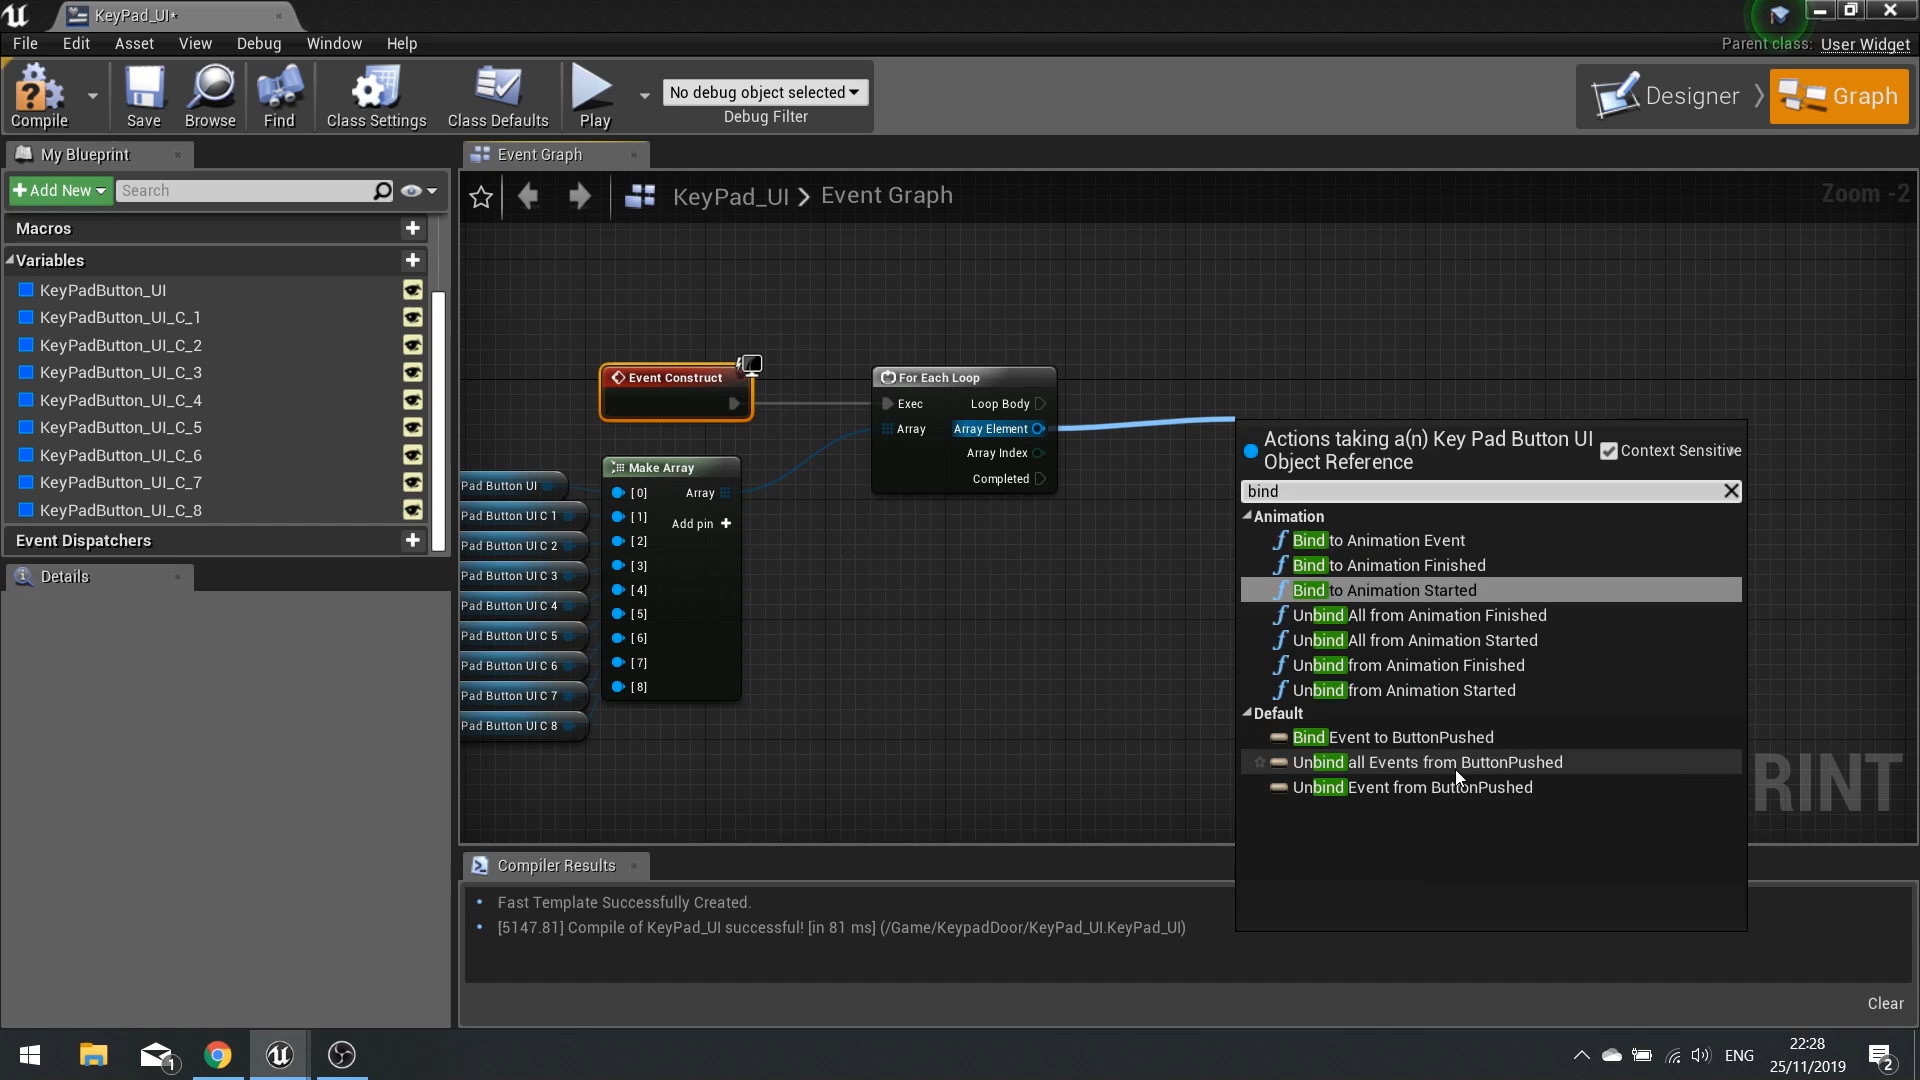 KeyPad_UI*
File Edit Asset View Debug Window Help
Parent class: User Widget
Compile
Save
Browse
Find
Class Settings
Class Defaults
Play
No debug object selected
Debug Filter
Designer
Graph
My Blueprint
Add New
Search
Macros
Variables
KeyPadButton_UI
KeyPadButton_UI_C_1
KeyPadButton_UI_C_2
KeyPadButton_UI_C_3
KeyPadButton_UI_C_4
KeyPadButton_UI_C_5
KeyPadButton_UI_C_6
KeyPadButton_UI_C_7
KeyPadButton_UI_C_8
Event Dispatchers
Details
Event Graph
KeyPad_UI > Event Graph
Zoom -2
Event Construct
For Each Loop
Exec Loop Body
Array Array Element
Array Index
Completed
Make Array
[0] Array
[1] Add pin +
[2]
[3]
[4]
[5]
[6]
[7]
[8]
Pad Button UI
Pad Button UI C 1
Pad Button UI C 2
Pad Button UI C 3
Pad Button UI C 4
Pad Button UI C 5
Pad Button UI C 6
Pad Button UI C 7
Pad Button UI C 8
Actions taking a(n) Key Pad Button UI
Object Reference
Context Sensitive
bind
Animation
Bind to Animation Event
Bind to Animation Finished
Bind to Animation Started
Unbind All from Animation Finished
Unbind All from Animation Started
Unbind from Animation Finished
Unbind from Animation Started
Default
Bind Event to ButtonPushed
Unbind all Events from ButtonPushed
Unbind Event from ButtonPushed
RINT
Compiler Results
Fast Template Successfully Created.
[5147.81] Compile of KeyPad_UI successful! [in 81 ms] (/Game/KeypadDoor/KeyPad_UI.KeyPad_UI)
Clear
1
ENG
22:28
25/11/2019
2